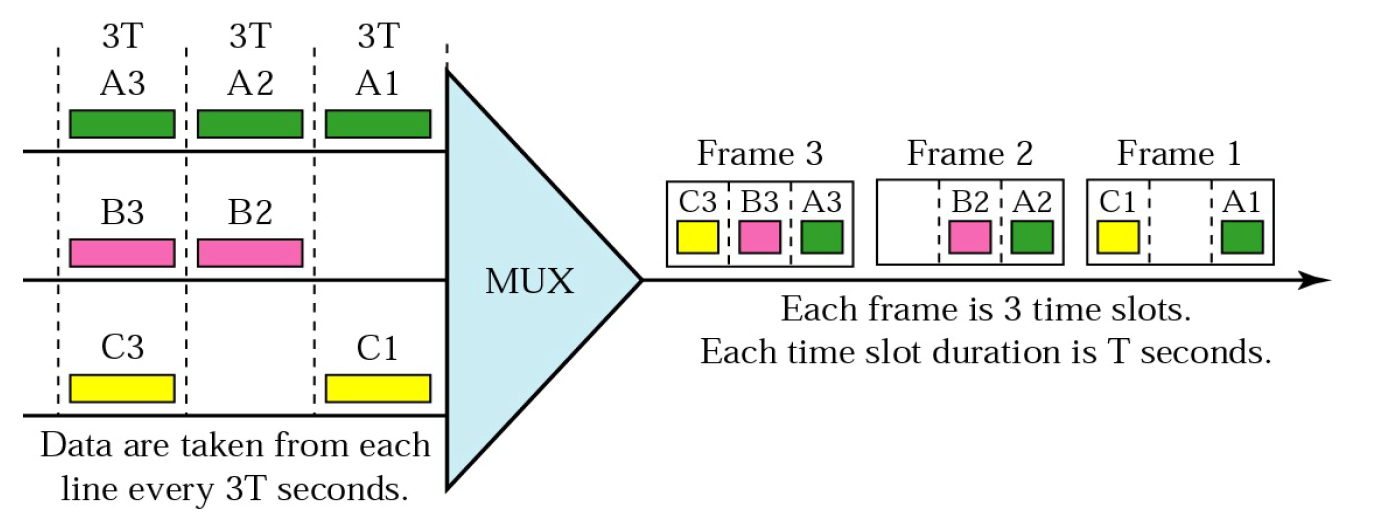 3T 3T 3T
A3 A2 A1
Frame 3 Frame 2 Frame 1
C3 B3 A3 B2 A2 C1 A1
B3 B2
MUX
Each frame is 3 time slots.
Each time slot duration is T seconds.
C3 C1
Data are taken from each
line every 3T seconds.